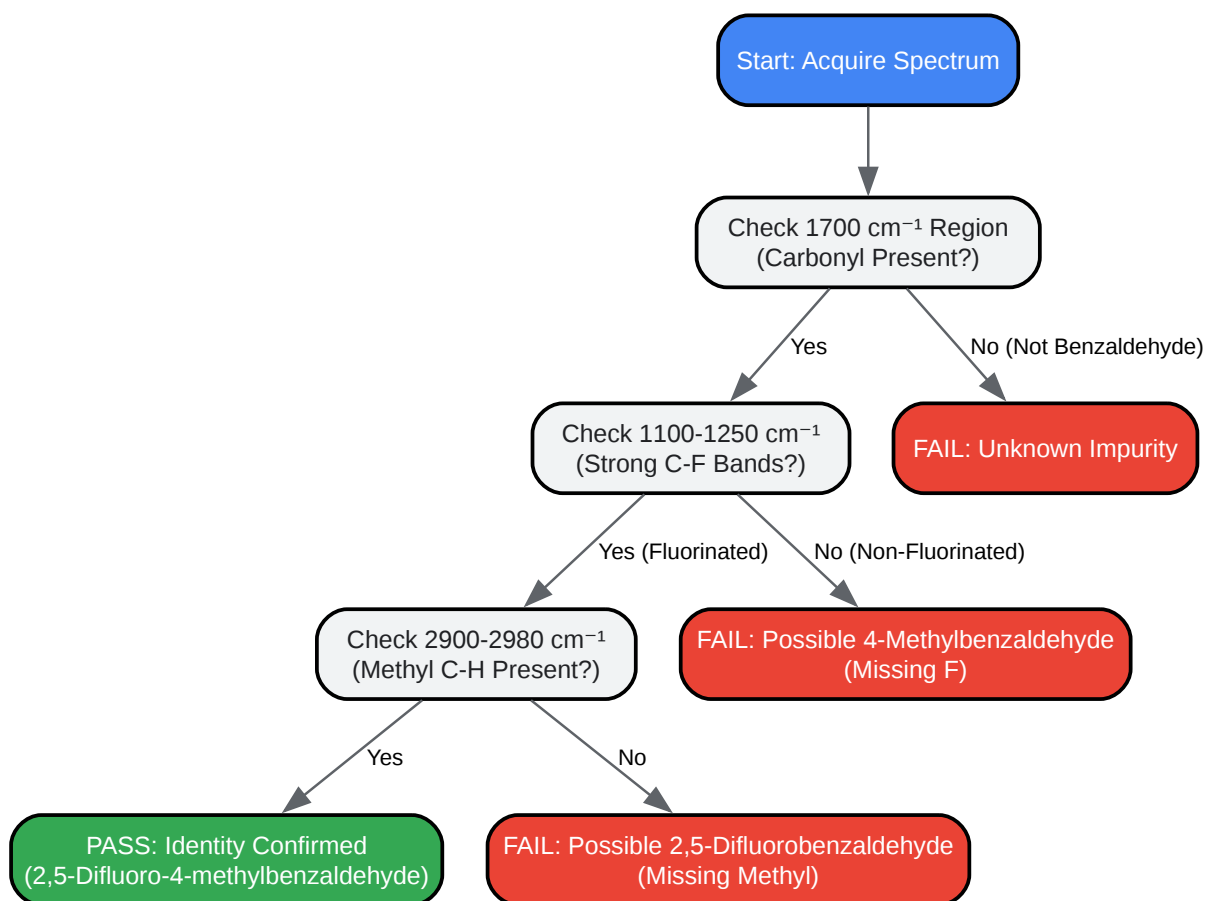 Start: Acquire Spectrum
Check 1700 cm⁻¹ Region
(Carbonyl Present?)
Yes
No (Not Benzaldehyde)
Check 1100-1250 cm⁻¹
(Strong C-F Bands?)
FAIL: Unknown Impurity
Yes (Fluorinated)
No (Non-Fluorinated)
Check 2900-2980 cm⁻¹
(Methyl C-H Present?)
FAIL: Possible 4-Methylbenzaldehyde
(Missing F)
Yes
No
PASS: Identity Confirmed
(2,5-Difluoro-4-methylbenzaldehyde)
FAIL: Possible 2,5-Difluorobenzaldehyde
(Missing Methyl)